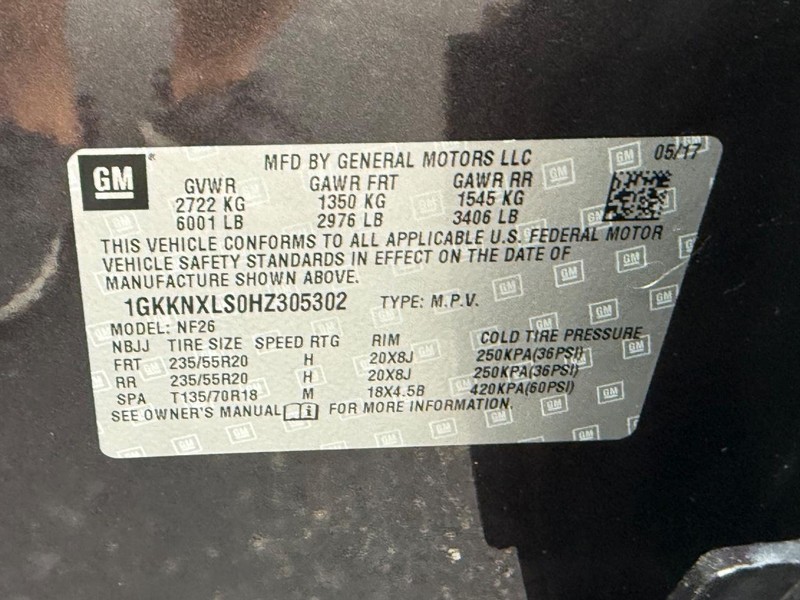 GM
MFD BY GENERAL MOTORS LLC 05/17
GVWR GAWR FRT GAWR RR
2722 KG 1350 KG 1545 KG
6001 LB 2976 LB 3406 LB
THIS VEHICLE CONFORMS TO ALL APPLICABLE U.S. FEDERAL MOTOR
VEHICLE SAFETY STANDARDS IN EFFECT ON THE DATE OF
MANUFACTURE SHOWN ABOVE.
1GKKNXLS0HZ305302 TYPE: M.P.V.
MODEL: NF26
NBJJ TIRE SIZE SPEED RTG RIM COLD TIRE PRESSURE
FRT 235/55R20 H 20X8J 250KPA(36PSI)
RR 235/55R20 H 20X8J 250KPA(36PSI)
SPA T135/70R18 M 18X4.5B 420KPA(60PSI)
SEE OWNER'S MANUAL FOR MORE INFORMATION.